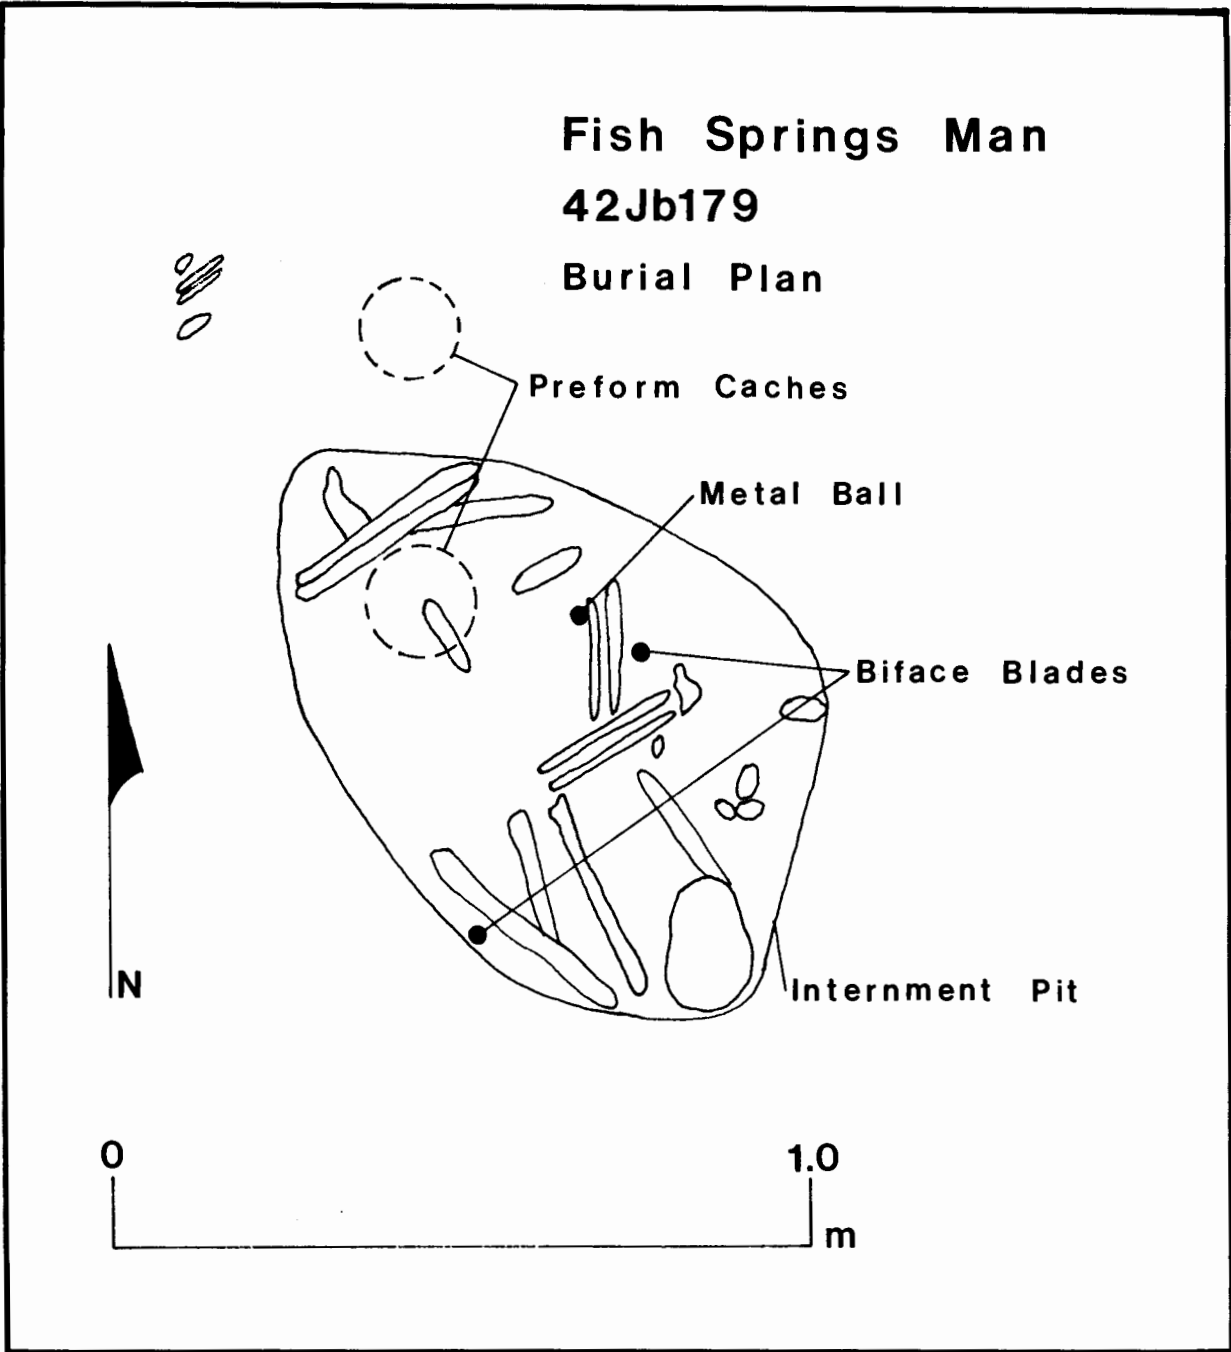 Fish Springs Man
42Jb179
Burial Plan
Preform Caches
Metal Ball
Biface Blades
N
Internment Pit
0 1.0
m